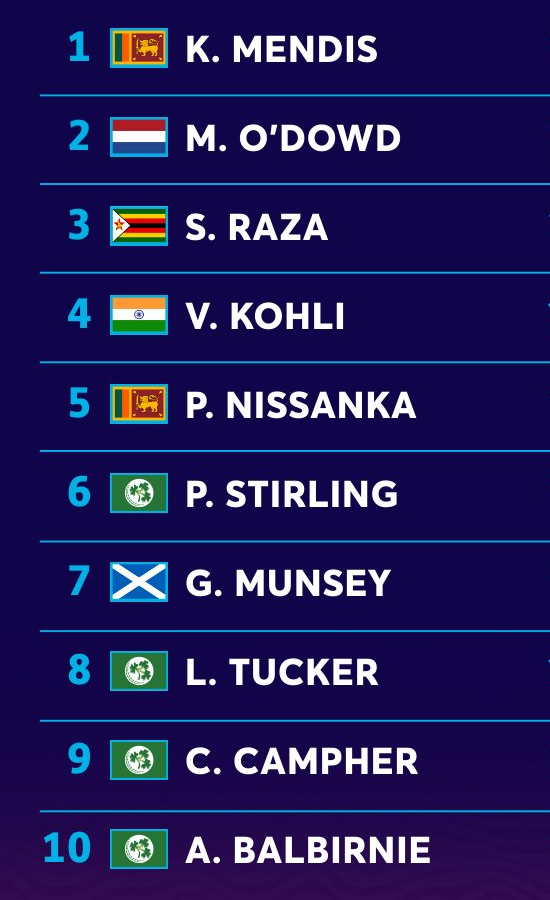 1 K. MENDIS
2 M. O'DOWD
3 S. RAZA
4 V. KOHLI
5 P. NISSANKA
6 P. STIRLING
7 G. MUNSEY
8 L. TUCKER
9 C. CAMPHER
10 A. BALBIRNIE